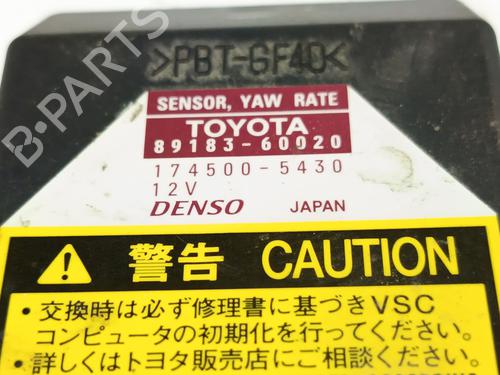 >PBT-GF40<
SENSOR, YAW RATE
TOYOTA
89183-60020
174500-5430
12V
DENSO JAPAN
警告 CAUTION
・交換時は必ず修理書に基づきVSC
コンピュータの初期化を行ってください。
・詳しくはトヨタ販売店にご相談ください。
B-PARTS